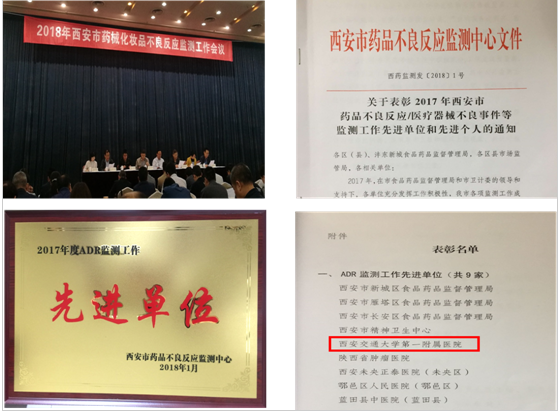 2018年西安市药械化妆品不良反应监测工作会议
西安市药品不良反应监测中心文件
西药监测发〔2018〕1号
关于表彰 2017 年西安市
药品不良反应/医疗器械不良事件等
监测工作先进单位和先进个人的通知
各区（县）、沣东新城食品药品监督管理局，各区县市场监
管局，各相关单位：
2017 年，在市食品药品监督管理局和市卫计委的领导和
支持下，各单位充分发挥工作积极性，我市各项监测工作成
2017年度ADR监测工作
先进单位
西安市药品不良反应监测中心
2018年1月
附件
表彰名单
一、ADR 监测工作先进单位（共 9 家）
西安市新城区食品药品监督管理局
西安市雁塔区食品药品监督管理局
西安市长安区食品药品监督管理局
西安市精神卫生中心
西安交通大学第一附属医院
陕西省肿瘤医院
西安未央正泰医院（未央区）
鄠邑区人民医院（鄠邑区）
蓝田县中医院（蓝田县）